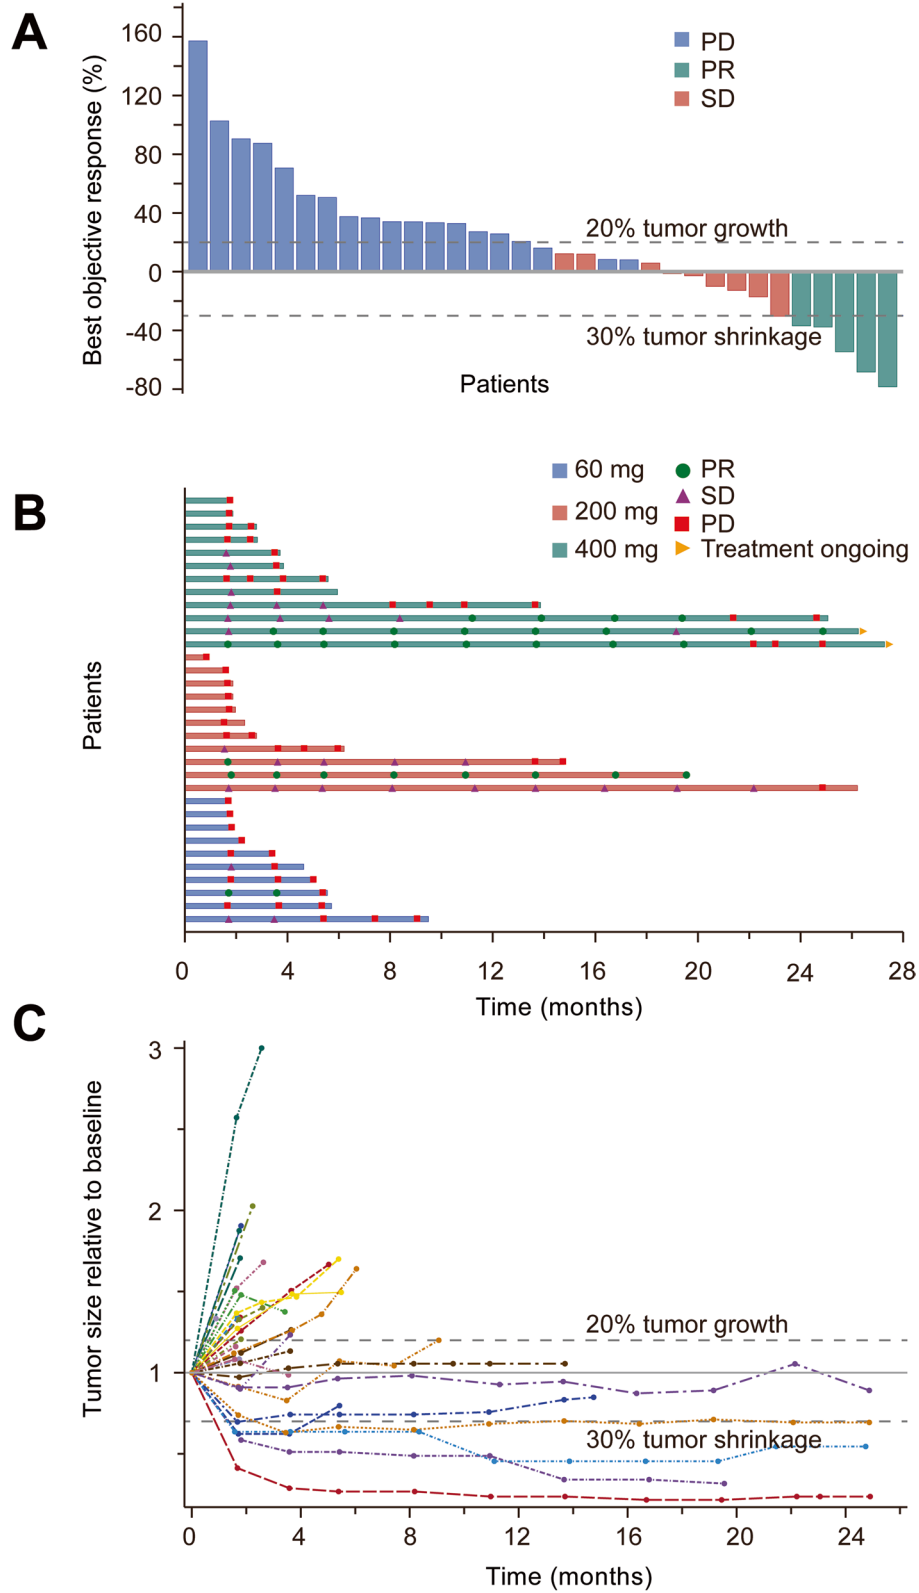 A
Best objective response (%)
160
120
80
40
0
-40
-80
PD
PR
SD
20% tumor growth
30% tumor shrinkage
Patients
B
60 mg
200 mg
400 mg
PR
SD
PD
Treatment ongoing
Patients
0 4 8 12 16 20 24 28
Time (months)
C
Tumor size relative to baseline
3
2
1
20% tumor growth
30% tumor shrinkage
0 4 8 12 16 20 24
Time (months)